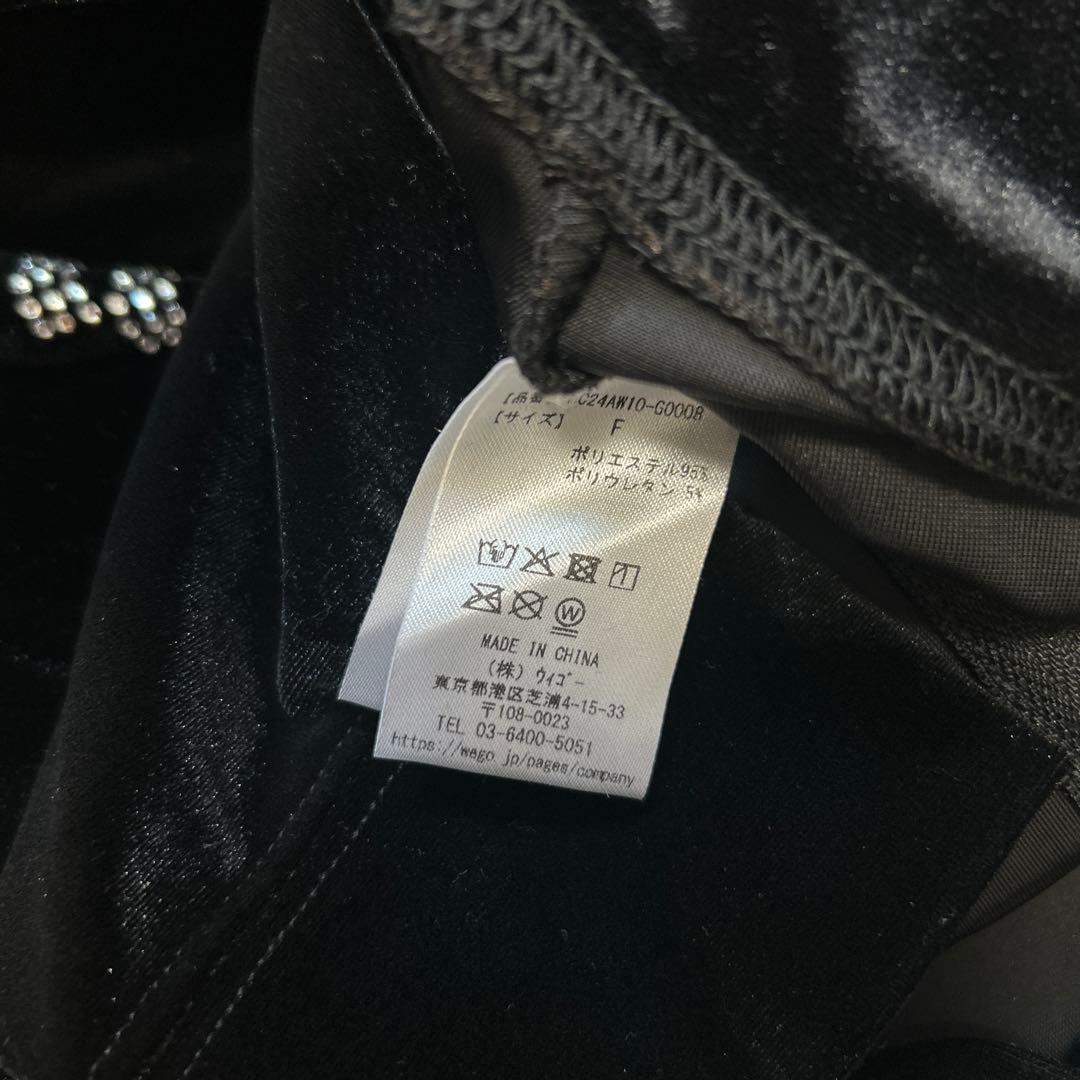 【品番】 C24AW10-G0008
【サイズ】 F
ポリエステル95%
ポリウレタン 5%
W
MADE IN CHINA
(株) ウィゴー
東京都港区芝浦4-15-33
〒108-0023
TEL 03-6400-5051
https://wego jp/pages/company